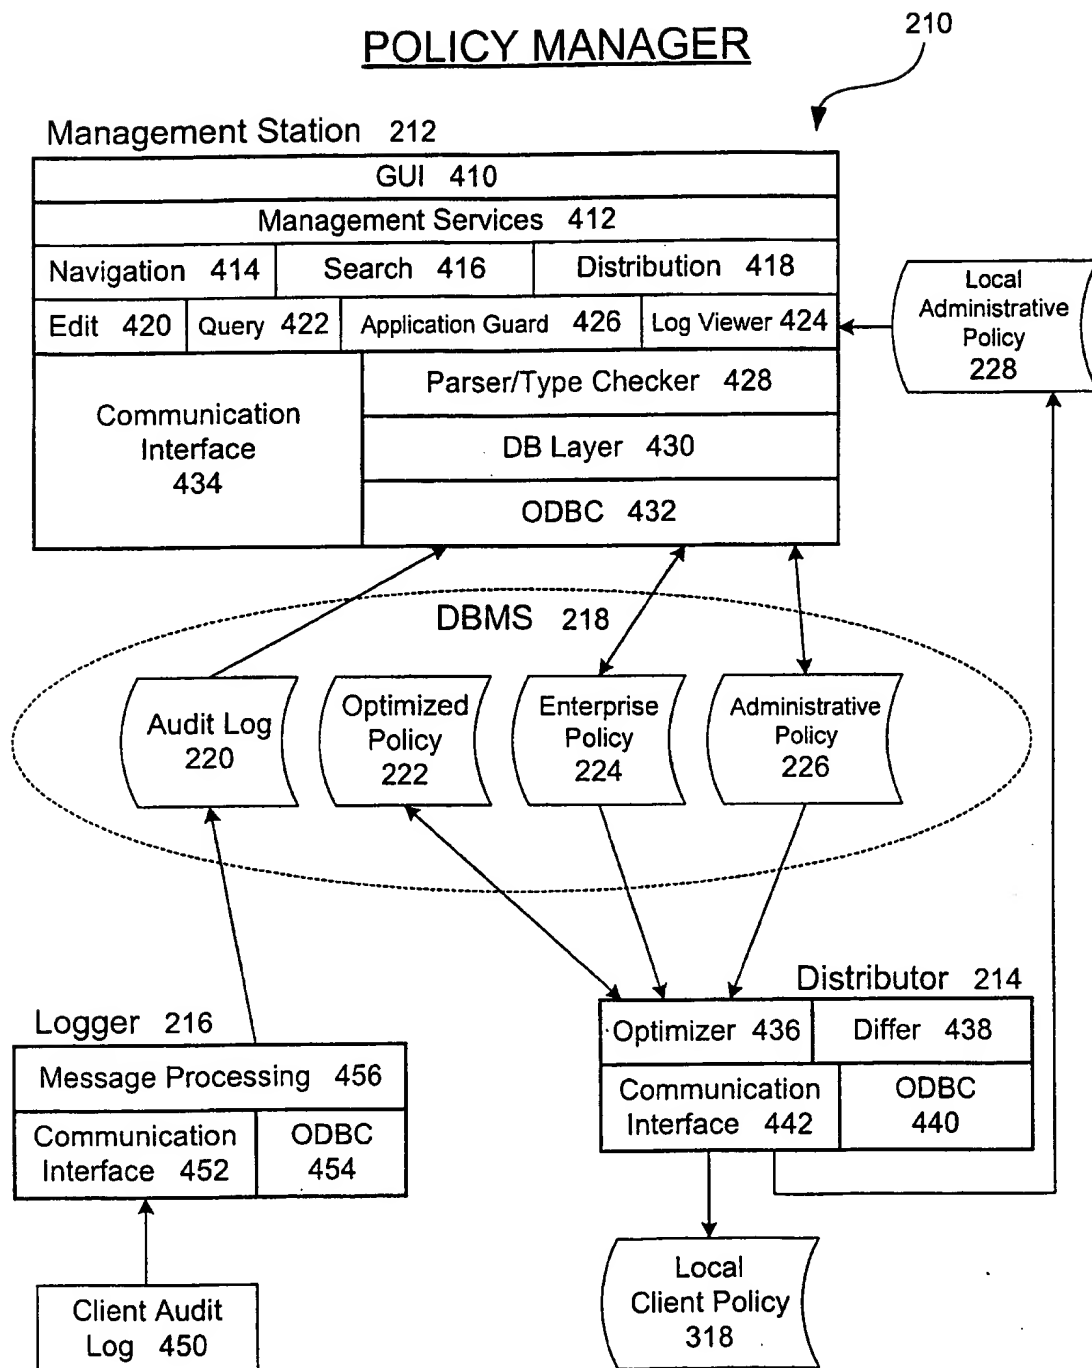 POLICY MANAGER
210
Management Station 212
GUI 410
Management Services 412
Navigation 414
Search 416
Distribution 418
Edit 420
Query 422
Application Guard 426
Log Viewer 424
Local
Administrative
Policy
228
Communication
Interface
434
Parser/Type Checker 428
DB Layer 430
ODBC 432
DBMS 218
Audit Log
220
Optimized
Policy
222
Enterprise
Policy
224
Administrative
Policy
226
Distributor 214
Optimizer 436
Differ 438
Communication
Interface 442
ODBC
440
Logger 216
Message Processing 456
Communication
Interface 452
ODBC
454
Client Audit
Log 450
Local
Client Policy
318